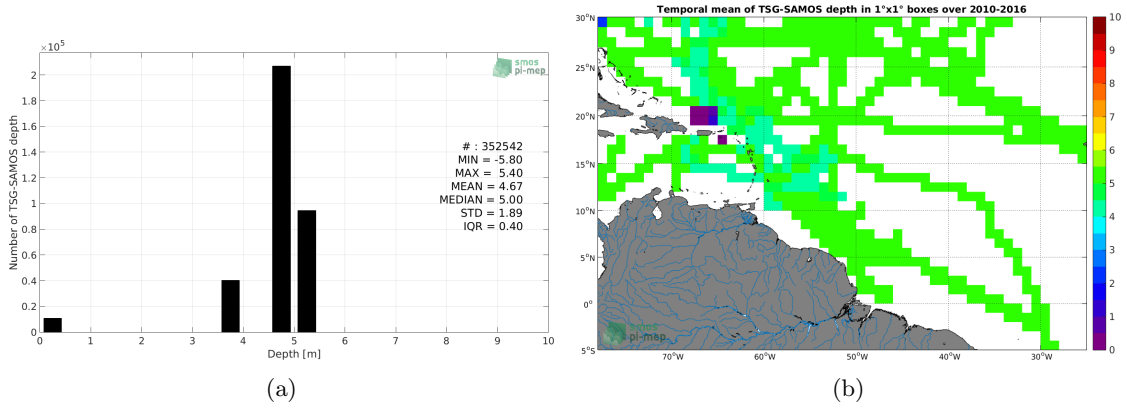 ×10⁵
2
1.8
1.6
1.4
1.2
1
0.8
0.6
0.4
0.2
0
Number of TSG-SAMOS depth
smos
pi-mep
# : 352542
MIN = -5.80
MAX = 5.40
MEAN = 4.67
MEDIAN = 5.00
STD = 1.89
IQR = 0.40
0 1 2 3 4 5 6 7 8 9 10
Depth [m]
(a)
Temporal mean of TSG-SAMOS depth in 1°x1° boxes over 2010-2016
30°N
25°N
20°N
15°N
10°N
5°N
0°
5°S
70°W 60°W 50°W 40°W 30°W
smos
pi-mep
10
9
8
7
6
5
4
3
2
1
0
(b)